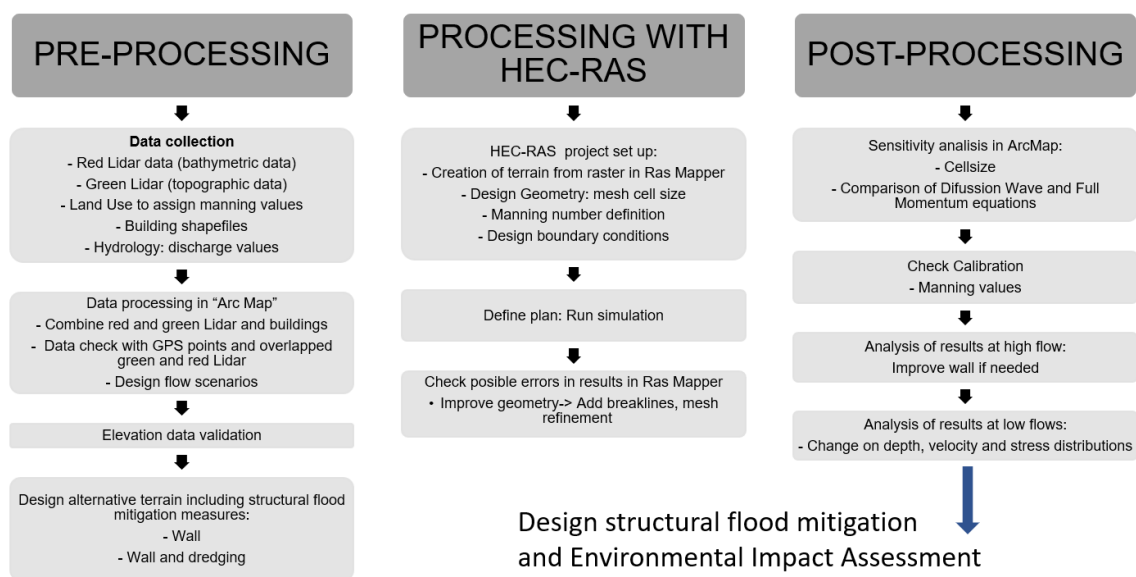 PRE-PROCESSING
Data collection
- Red Lidar data (bathymetric data)
- Green Lidar (topographic data)
- Land Use to assign manning values
- Building shapefiles
- Hydrology: discharge values
Data processing in “Arc Map”
- Combine red and green Lidar and buildings
- Data check with GPS points and overlapped
green and red Lidar
- Design flow scenarios
Elevation data validation
Design alternative terrain including structural flood
mitigation measures:
- Wall
- Wall and dredging
PROCESSING WITH
HEC-RAS
HEC-RAS project set up:
- Creation of terrain from raster in Ras Mapper
- Design Geometry: mesh cell size
- Manning number definition
- Design boundary conditions
Define plan: Run simulation
Check posible errors in results in Ras Mapper
• Improve geometry-> Add breaklines, mesh
refinement
POST-PROCESSING
Sensitivity analisis in ArcMap:
- Cellsize
- Comparison of Difussion Wave and Full
Momentum equations
Check Calibration
- Manning values
Analysis of results at high flow:
Improve wall if needed
Analysis of results at low flows:
- Change on depth, velocity and stress distributions
Design structural flood mitigation
and Environmental Impact Assessment